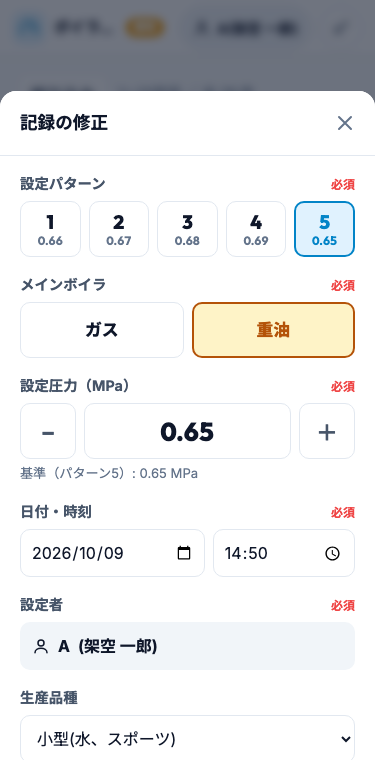 記録の修正
設定パターン 必須
1 2 3 4 5
0.66 0.67 0.68 0.69 0.65
メインボイラ 必須
ガス 重油
設定圧力（MPa） 必須
− 0.65 +
基準（パターン5）: 0.65 MPa
日付・時刻 必須
2026/10/09 14:50
設定者 必須
A (架空 一郎)
生産品種
小型(水、スポーツ)